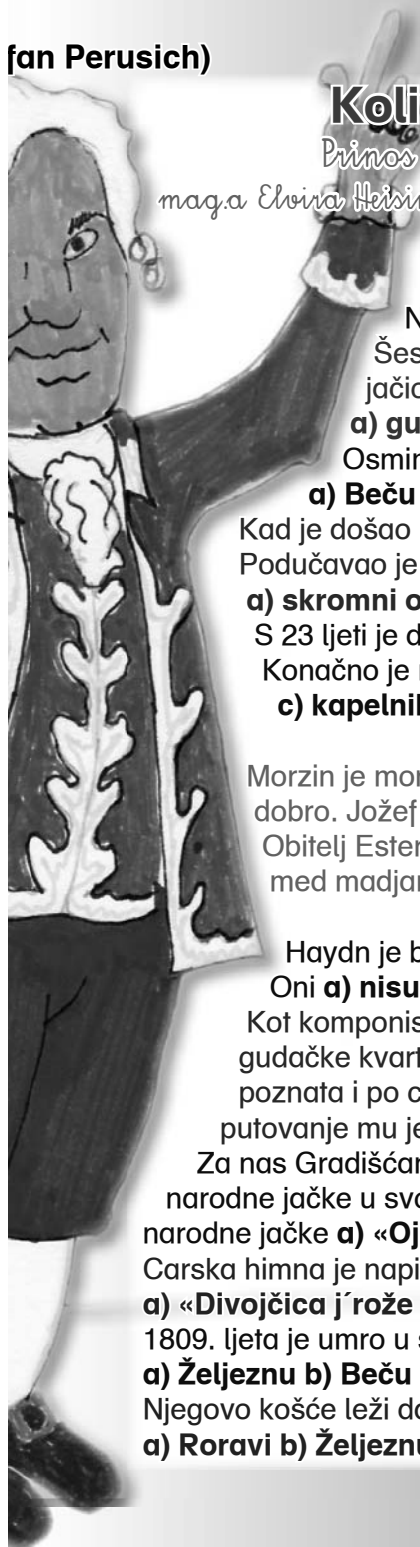 fan Perusich)
Koli
Prinos
mag.a Elvira Heisin
N
Šes
jačic
a) gu
Osmin
a) Beču
Kad je došao
Podučavao je
a) skromni o
S 23 ljeti je d
Konačno je
c) kapelnik
Morzin je mor
dobro. Jožef
Obitelj Ester
med madjar
Haydn je b
Oni a) nisu
Kot komponis
gudačke kvart
poznata i po c
putovanje mu je
Za nas Gradišćan
narodne jačke u svo
narodne jačke a) «Oj
Carska himna je napi
a) «Divojčica j´rože
1809. ljeta je umro u s
a) Željeznu b) Beču
Njegovo košće leži da
a) Roravi b) Željeznu